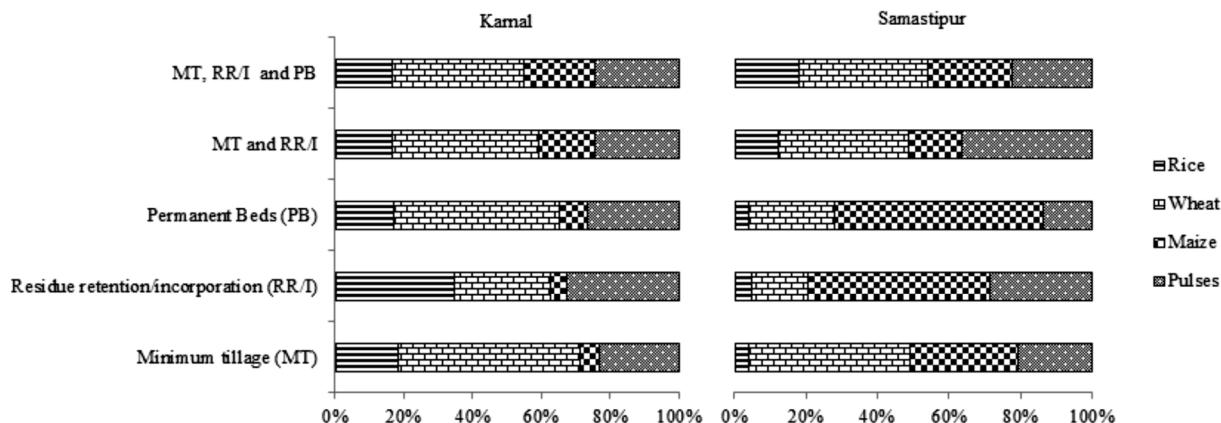 Karnal
Samastipur
MT, RR/I and PB
MT and RR/I
Permanent Beds (PB)
Residue retention/incorporation (RR/I)
Minimum tillage (MT)
Rice
Wheat
Maize
Pulses
0% 20% 40% 60% 80% 100%
0% 20% 40% 60% 80% 100%